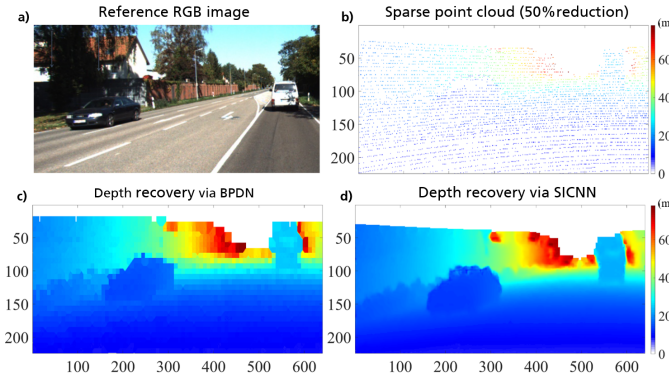 a) Reference RGB image
b) Sparse point cloud (50% reduction)
(m
50
100
150
200
60
40
20
0
c) Depth recovery via BPDN
d) Depth recovery via SICNN
(m
50
100
150
200
50
100
150
200
60
40
20
0
100 200 300 400 500 600
100 200 300 400 500 600